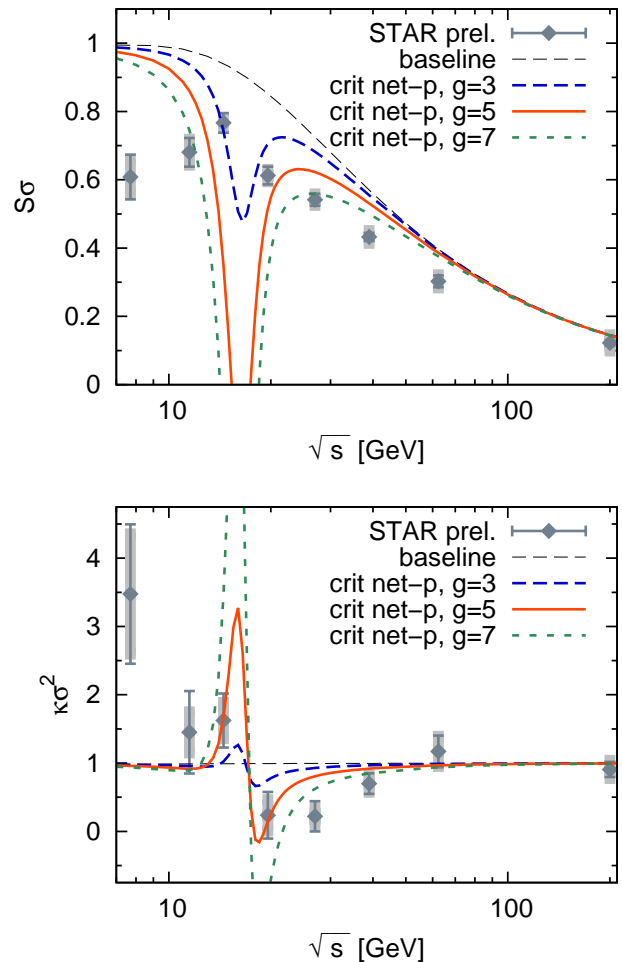 STAR prel.
baseline
crit net−p, g=3
crit net−p, g=5
crit net−p, g=7
1
0.8
0.6
0.4
0.2
0
Sσ
10 100
√s [GeV]
STAR prel.
baseline
crit net−p, g=3
crit net−p, g=5
crit net−p, g=7
4
3
2
1
0
κσ²
10 100
√s [GeV]